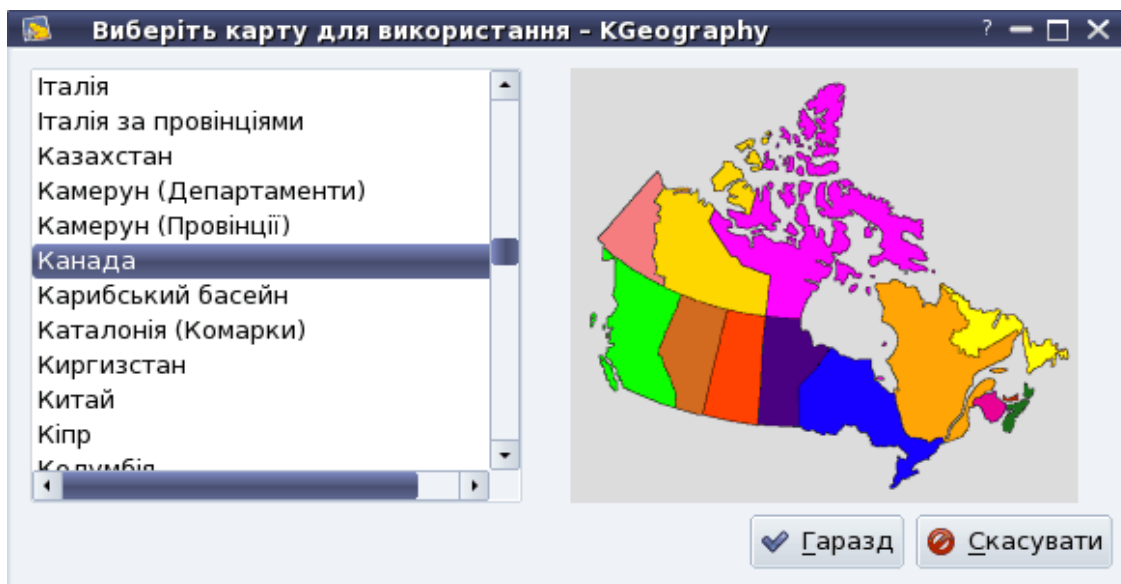 Виберіть карту для використання – KGeography
Італія
Італія за провінціями
Казахстан
Камерун (Департаменти)
Камерун (Провінції)
Канада
Карибський басейн
Каталонія (Комарки)
Киргизстан
Китай
Кіпр
Колумбія
Гаразд
Скасувати